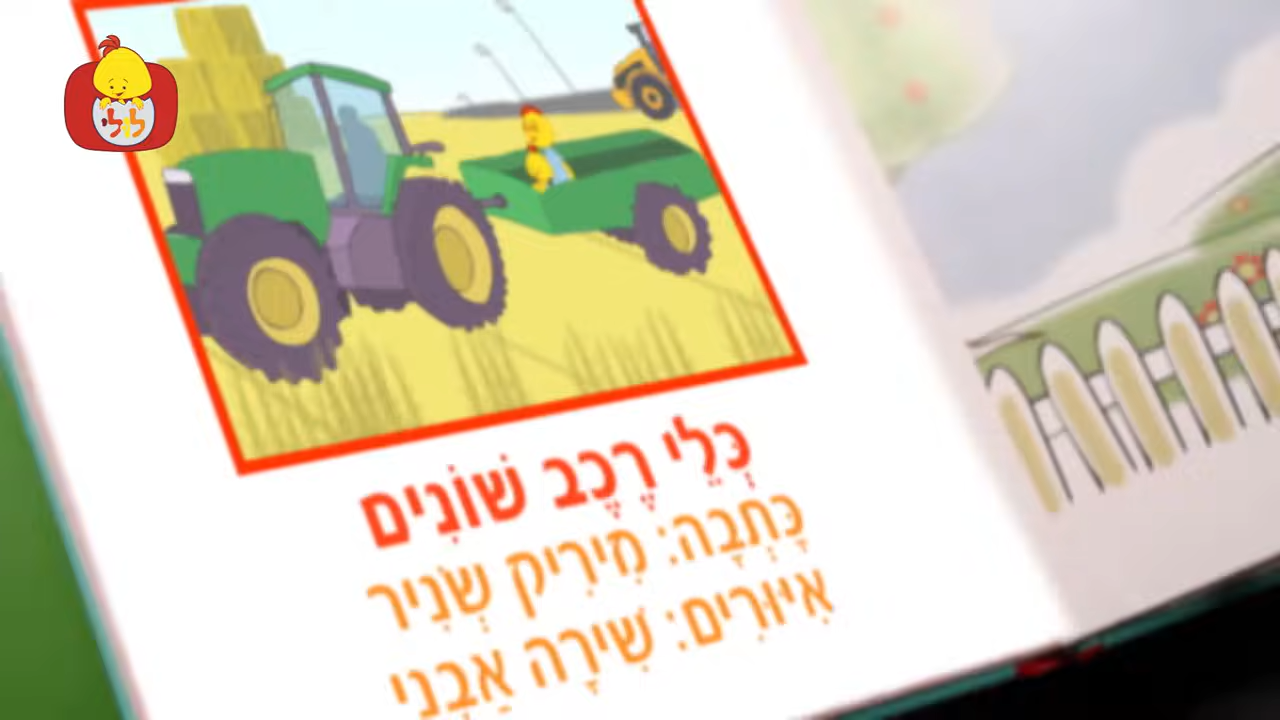 לולי
כְּלֵי רֶכֶב שׁוֹנִים
כָּתְבָה: מִירִיק שְׂנִיר
אִיּוּרִים: שִׁירָה אַבְנִי